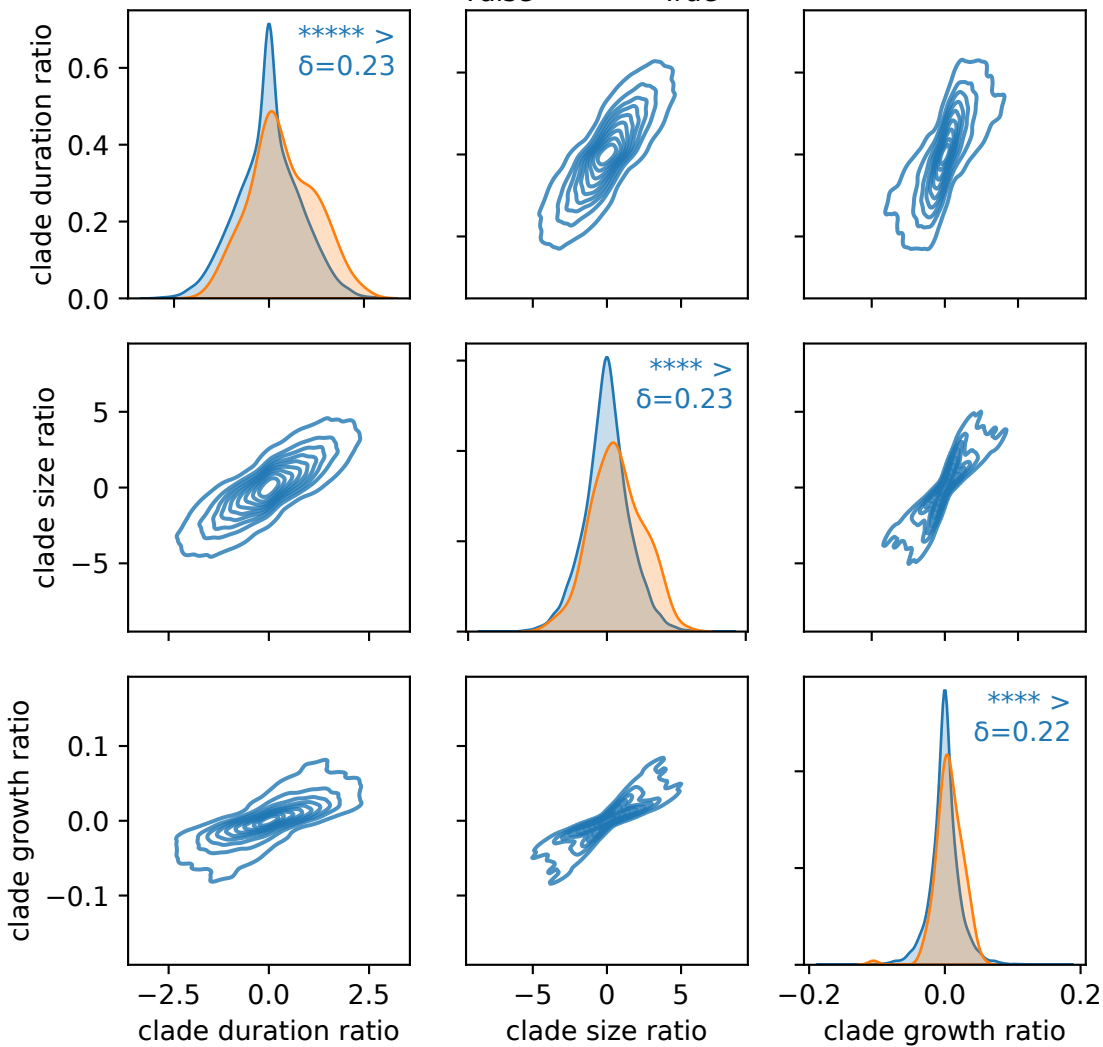 clade duration ratio
0.6
0.4
0.2
0.0
***** >
δ=0.23
clade size ratio
5
0
−5
**** >
δ=0.23
clade growth ratio
0.1
0.0
−0.1
**** >
δ=0.22
−2.5 0.0 2.5
−5 0 5
−0.2 0.0 0.2
clade duration ratio
clade size ratio
clade growth ratio